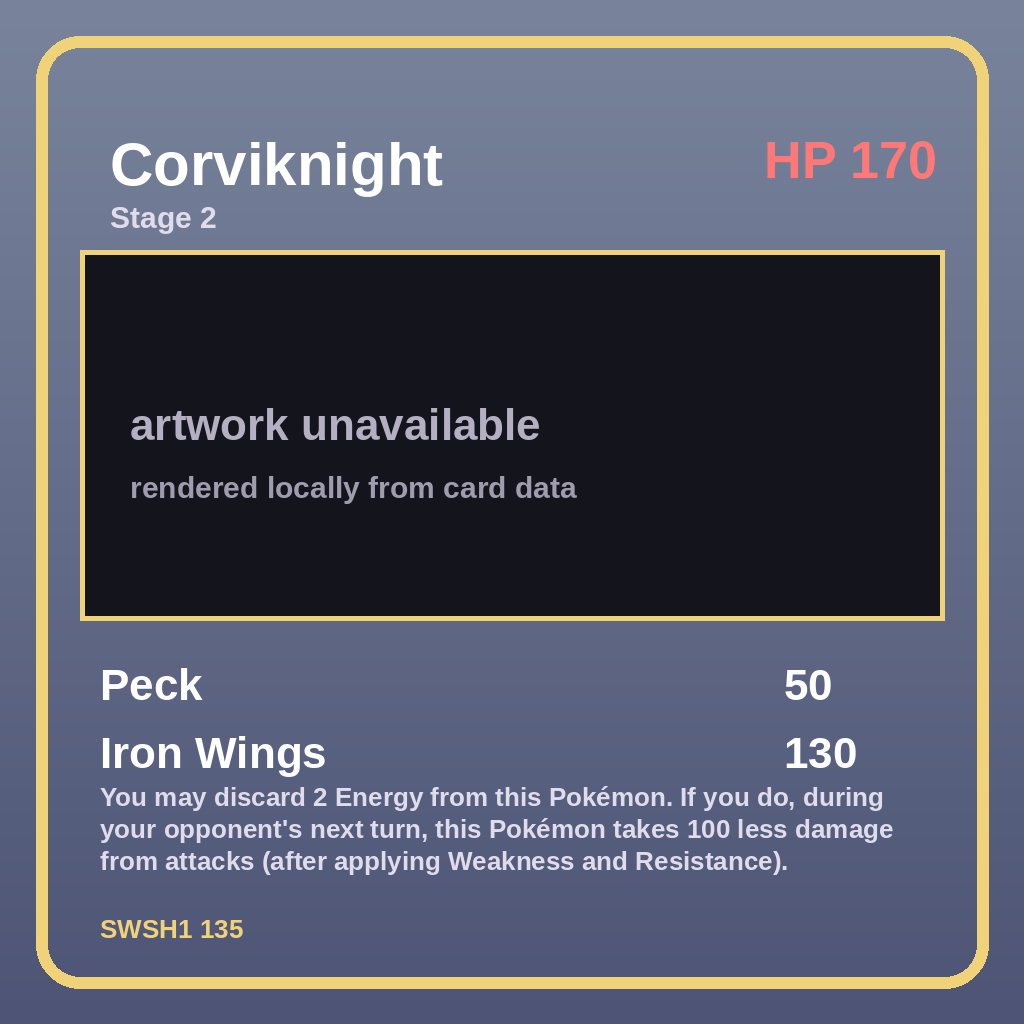 Corviknight
HP 170
Stage 2
artwork unavailable
rendered locally from card data
Peck 50
Iron Wings 130
You may discard 2 Energy from this Pokémon. If you do, during
your opponent's next turn, this Pokémon takes 100 less damage
from attacks (after applying Weakness and Resistance).
SWSH1 135